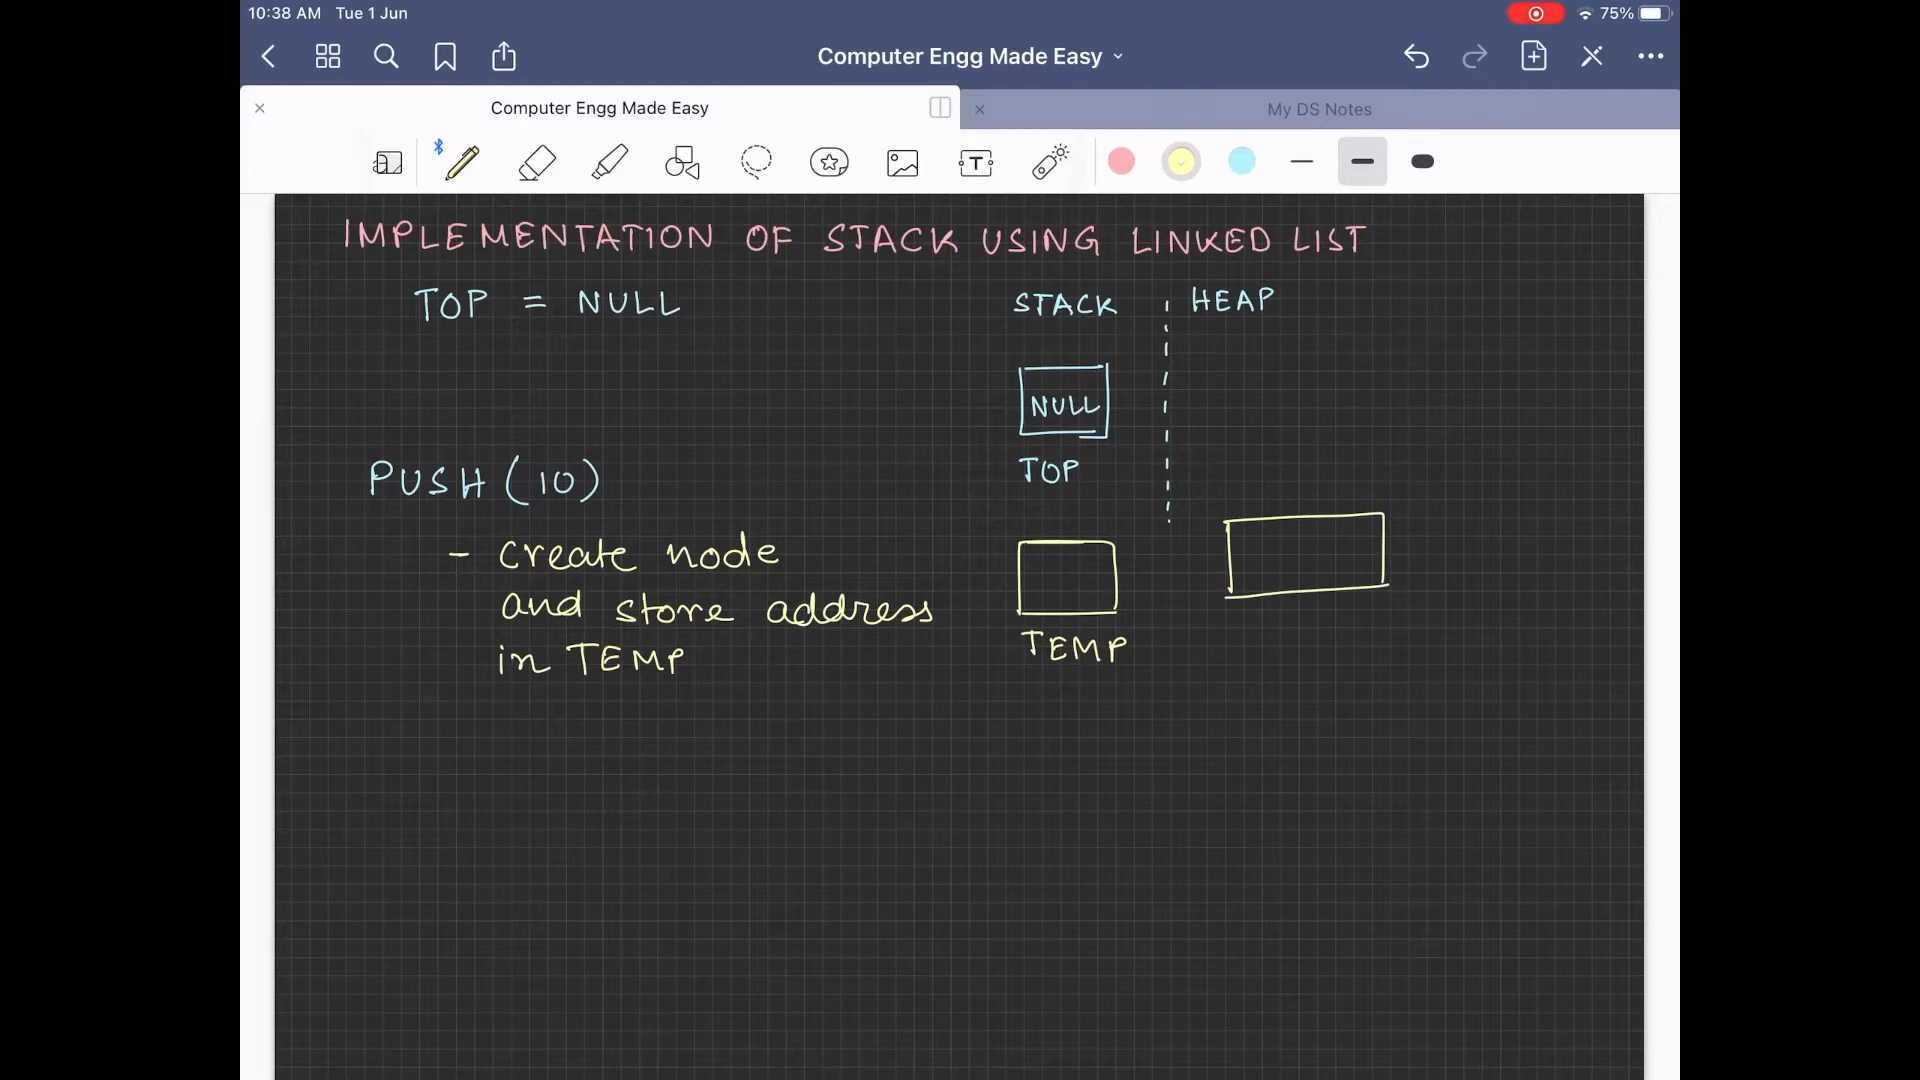 10:38 AM Tue 1 Jun
75%
Computer Engg Made Easy
Computer Engg Made Easy
My DS Notes
IMPLEMENTATION OF STACK USING LINKED LIST
TOP = NULL
STACK HEAP
NULL
TOP
PUSH (10)
- create node
and store address
in TEMP
TEMP